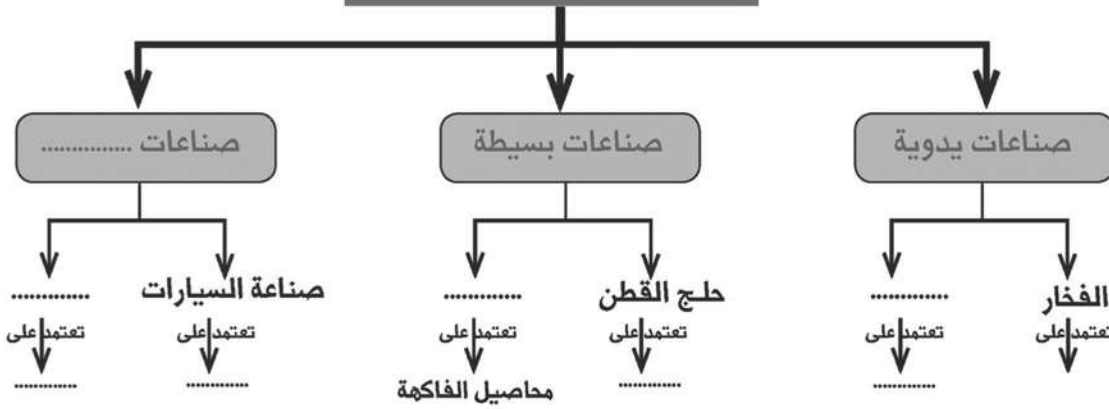 صناعات يدوية
صناعات بسيطة
صناعات ...............
الفخار
.............
حلج القطن
.............
صناعة السيارات
.............
تعتمد على
تعتمد على
تعتمد على
تعتمد على
تعتمد على
تعتمد على
.............
.............
محاصيل الفاكهة
.............
.............